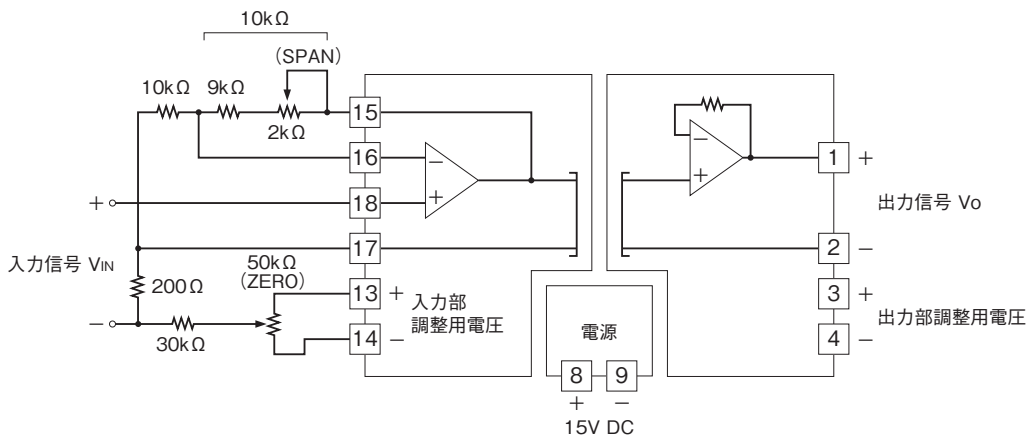 10kΩ
(SPAN)
10kΩ 9kΩ
2kΩ
15
16
18
17
13
14
+
入力信号 VIN
−
200Ω
30kΩ
50kΩ
(ZERO)
+ 入力部
調整用電圧
−
−
+
−
+
電源
8 9
+ −
15V DC
1 +
出力信号 Vo
2 −
3 +
出力部調整用電圧
4 −